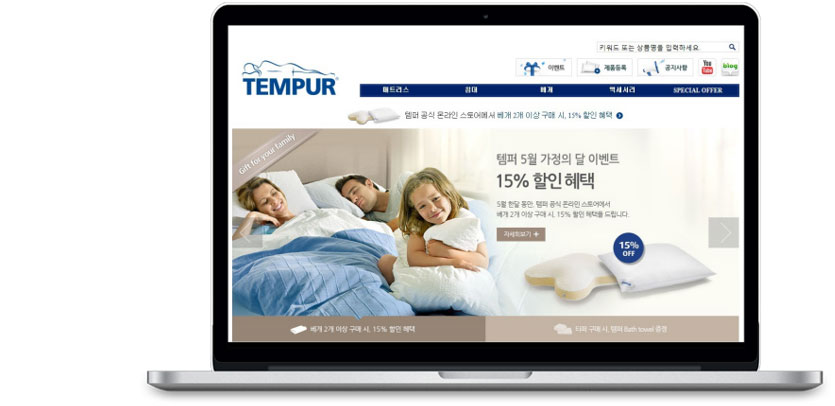 키워드 또는 상품명을 입력하세요
이벤트
제품등록
공지사항
You Tube
blog
TEMPUR®
매트리스
침대
베개
액세서리
SPECIAL OFFER
템퍼 공식 온라인 스토어에서 베개 2개 이상 구매 시, 15% 할인 혜택
Gift for your family
템퍼 5월 가정의 달 이벤트
15% 할인 혜택
5월 한달 동안, 템퍼 공식 온라인 스토어에서
베개 2개 이상 구매 시, 15% 할인 혜택을 드립니다.
자세히보기 +
15%
OFF
베개 2개 이상 구매 시, 15% 할인 혜택
구매 시, 템퍼 Bath towel 증정